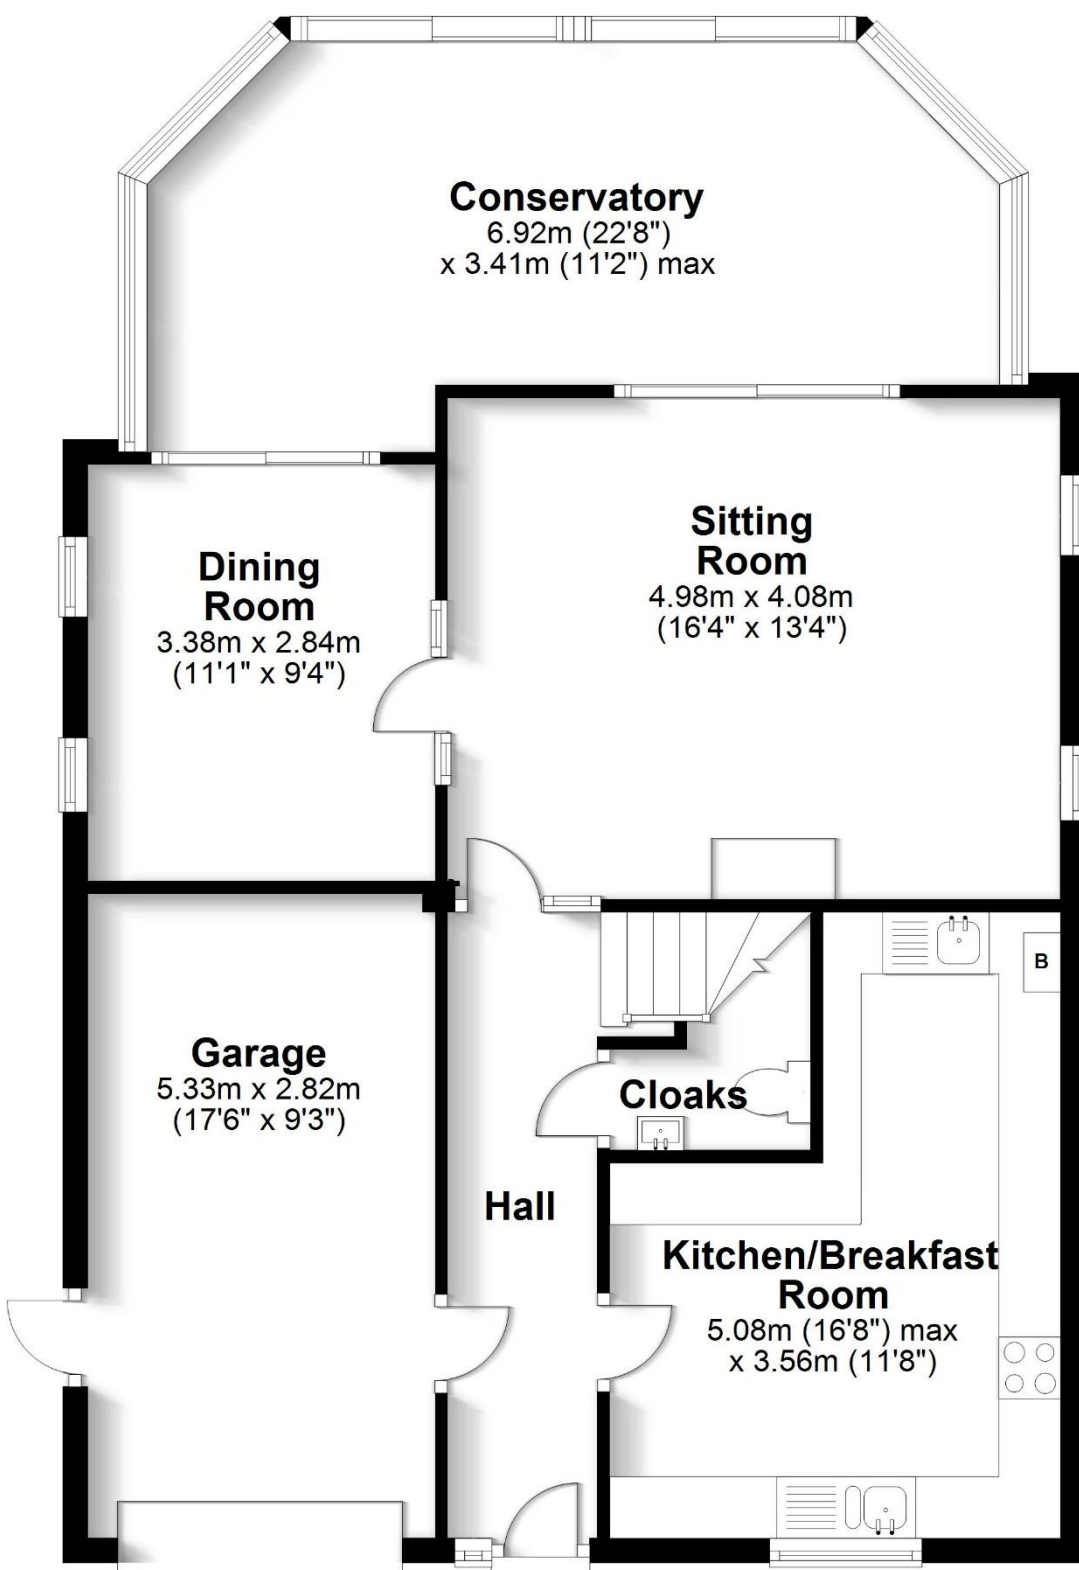 Conservatory
6.92m (22'8")
x 3.41m (11'2") max
Sitting
Room
4.98m x 4.08m
(16'4" x 13'4")
Dining
Room
3.38m x 2.84m
(11'1" x 9'4")
B
Garage
5.33m x 2.82m
(17'6" x 9'3")
Cloaks
Hall
Kitchen/Breakfast
Room
5.08m (16'8") max
x 3.56m (11'8")